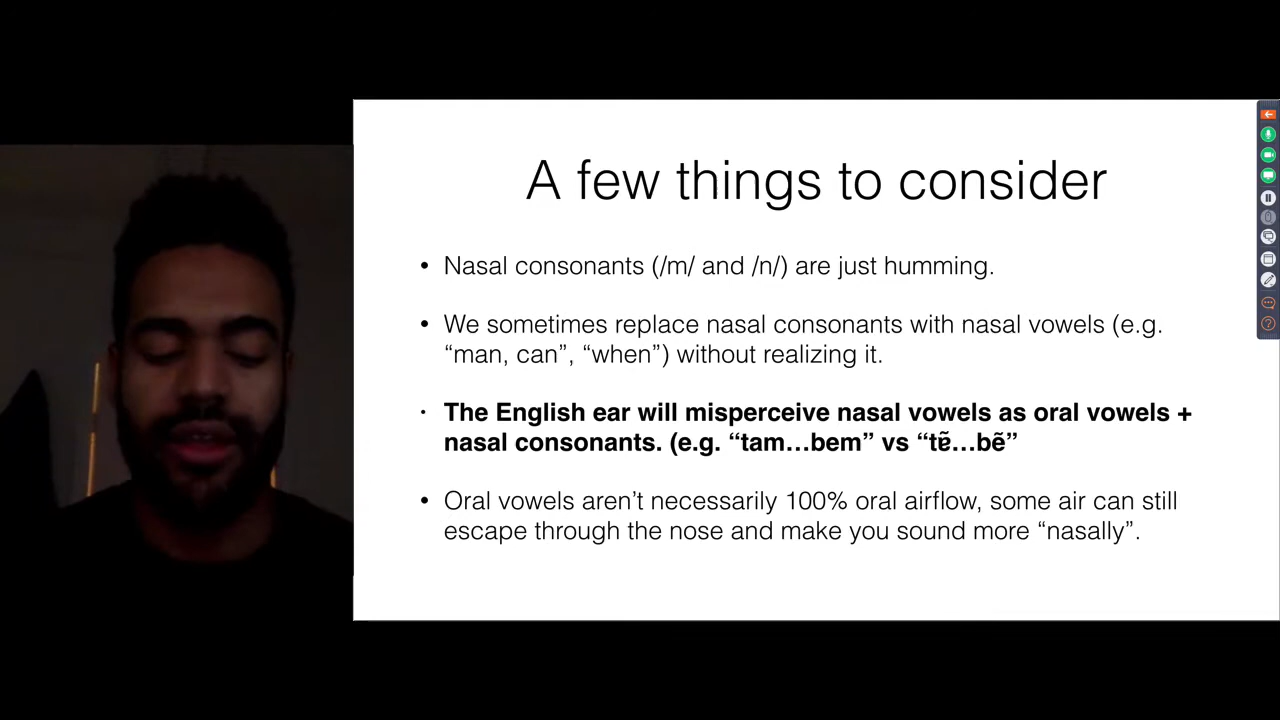 A few things to consider
• Nasal consonants (/m/ and /n/) are just humming.
• We sometimes replace nasal consonants with nasal vowels (e.g.
“man, can”, “when”) without realizing it.
• The English ear will misperceive nasal vowels as oral vowels +
nasal consonants. (e.g. “tam…bem” vs “tɐ̃…bẽ”
• Oral vowels aren’t necessarily 100% oral airflow, some air can still
escape through the nose and make you sound more “nasally”.